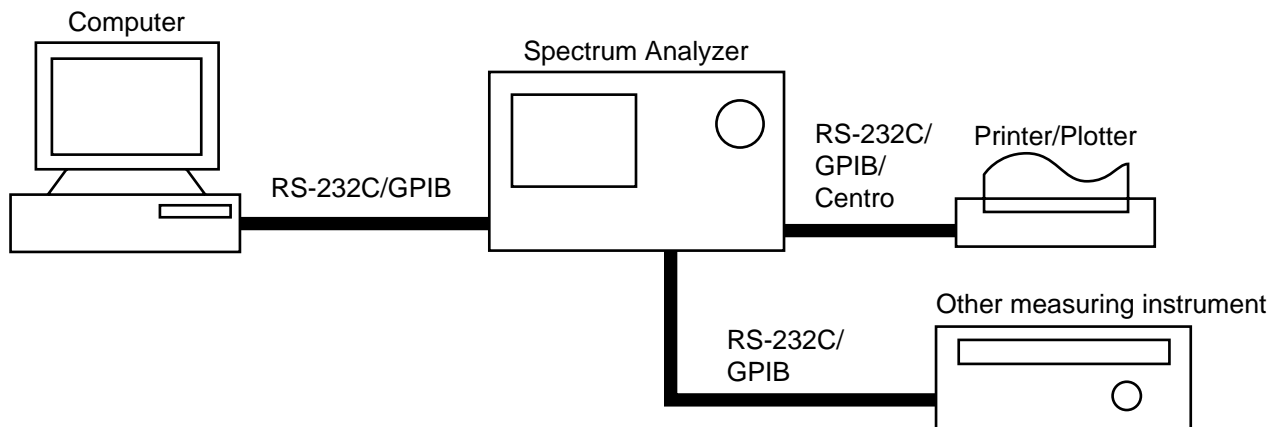 Computer
Spectrum Analyzer
RS-232C/GPIB
RS-232C/
GPIB/
Centro
Printer/Plotter
Other measuring instrument
RS-232C/
GPIB